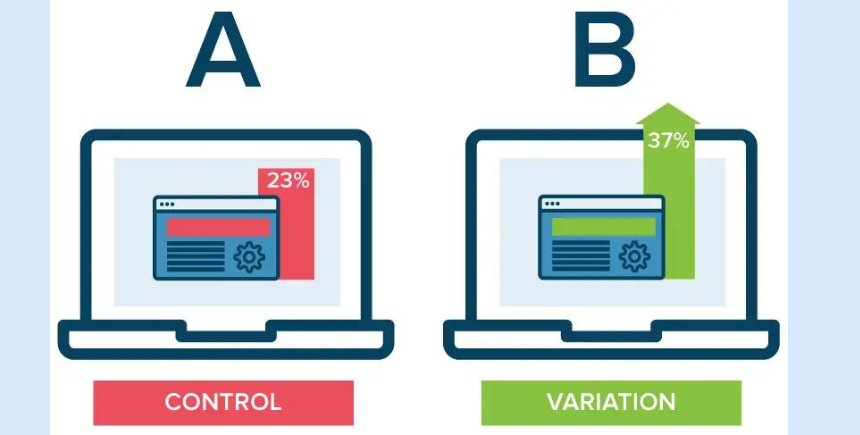 A
B
23%
37%
CONTROL
VARIATION